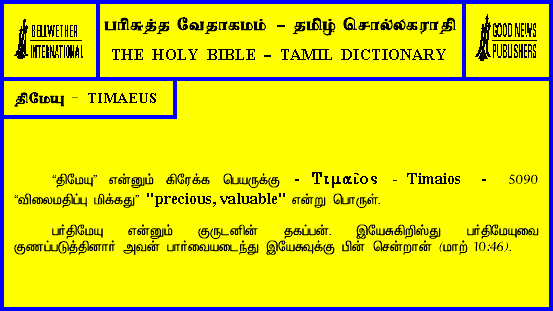 BELLWETHER
INTERNATIONAL
பரிசுத்த வேதாகமம் – தமிழ் சொல்லகராதி
THE HOLY BIBLE – TAMIL DICTIONARY
GOOD NEWS
PUBLISHERS
திமேயு – TIMAEUS
“திமேயு” என்னும் கிரேக்க பெயருக்கு - Τιμαῖος - Timaios - 5090
“விலைமதிப்பு மிக்கது” "precious, valuable" என்று பொருள்.
பர்திமேயு என்னும் குருடனின் தகப்பன். இயேசுகிறிஸ்து பர்திமேயுவை
குணப்படுத்தினார் அவன் பார்வையடைந்து இயேசுவுக்கு பின் சென்றான் (மாற் 10:46).